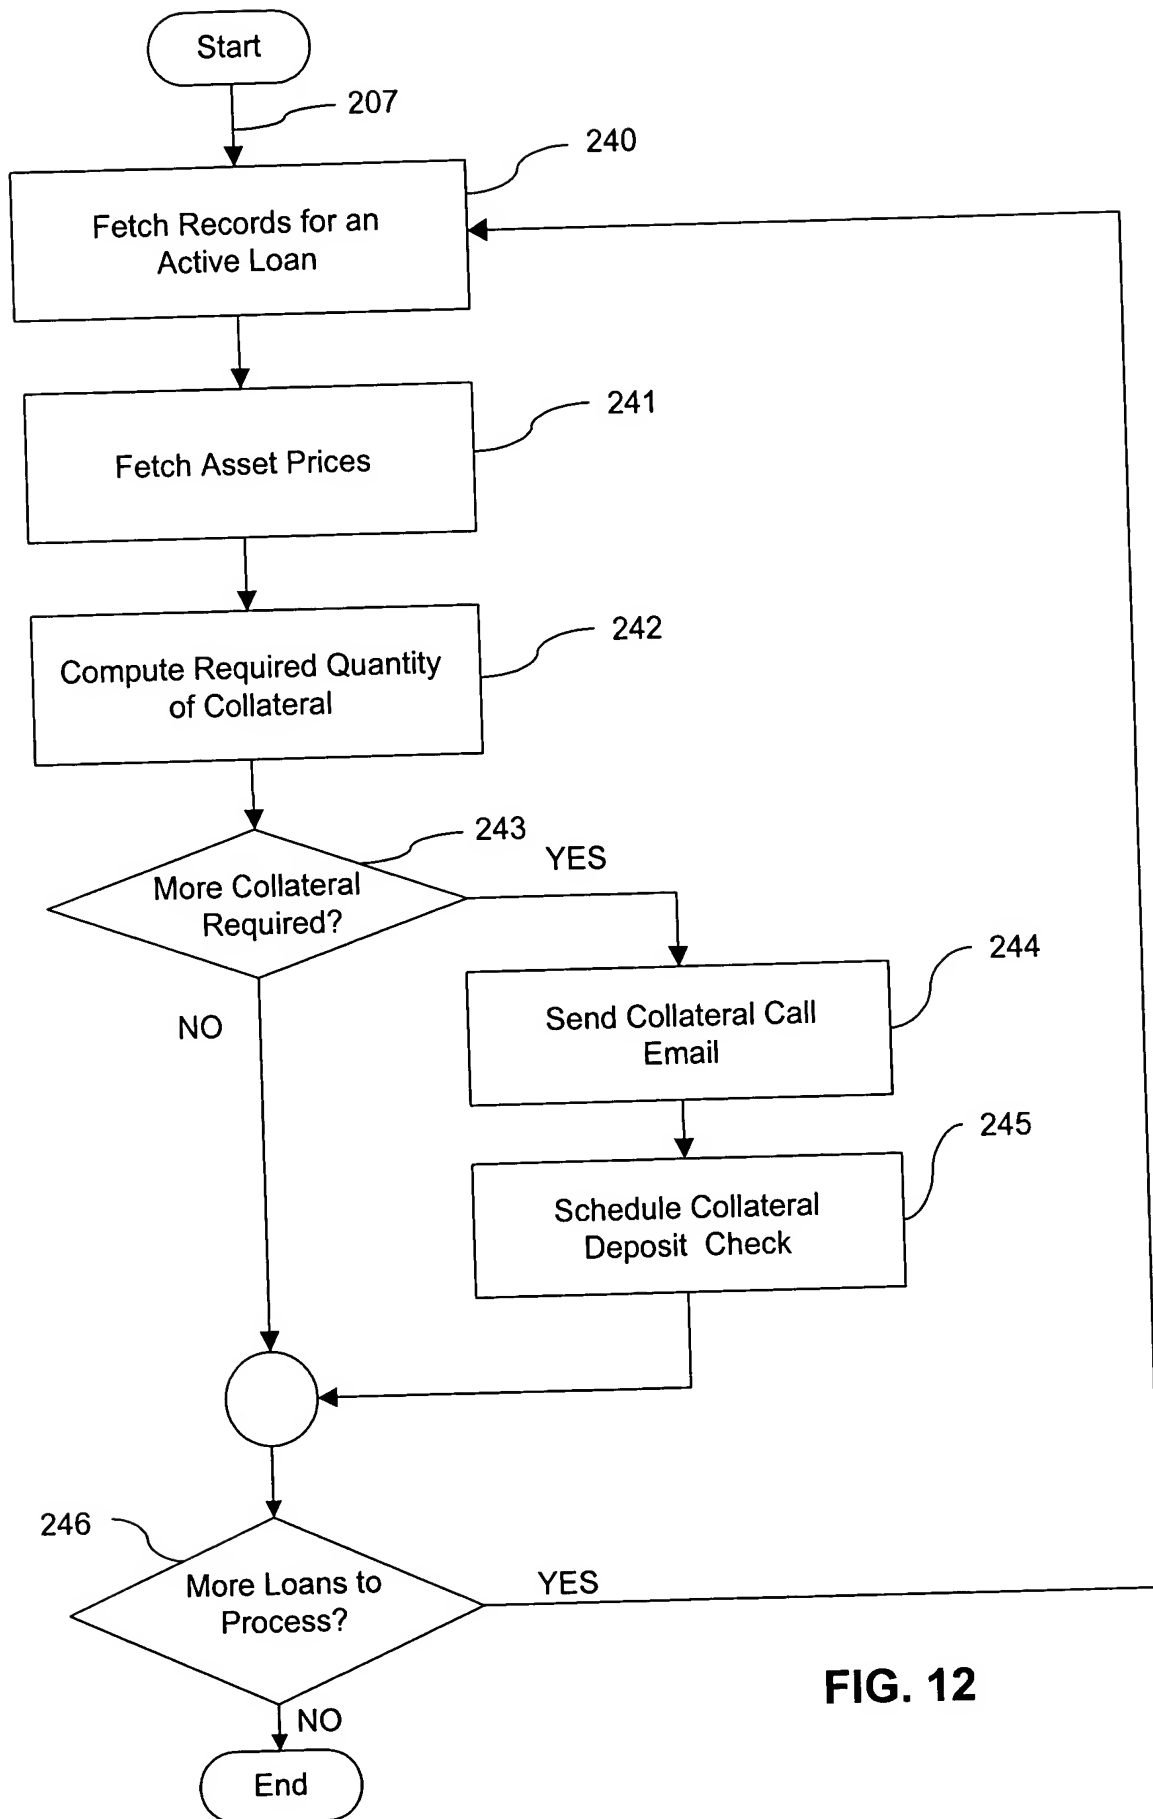 Start
207
240
Fetch Records for an
Active Loan
241
Fetch Asset Prices
242
Compute Required Quantity
of Collateral
243
More Collateral
Required?
YES
NO
244
Send Collateral Call
Email
245
Schedule Collateral
Deposit Check
246
More Loans to
Process?
YES
NO
FIG. 12
End